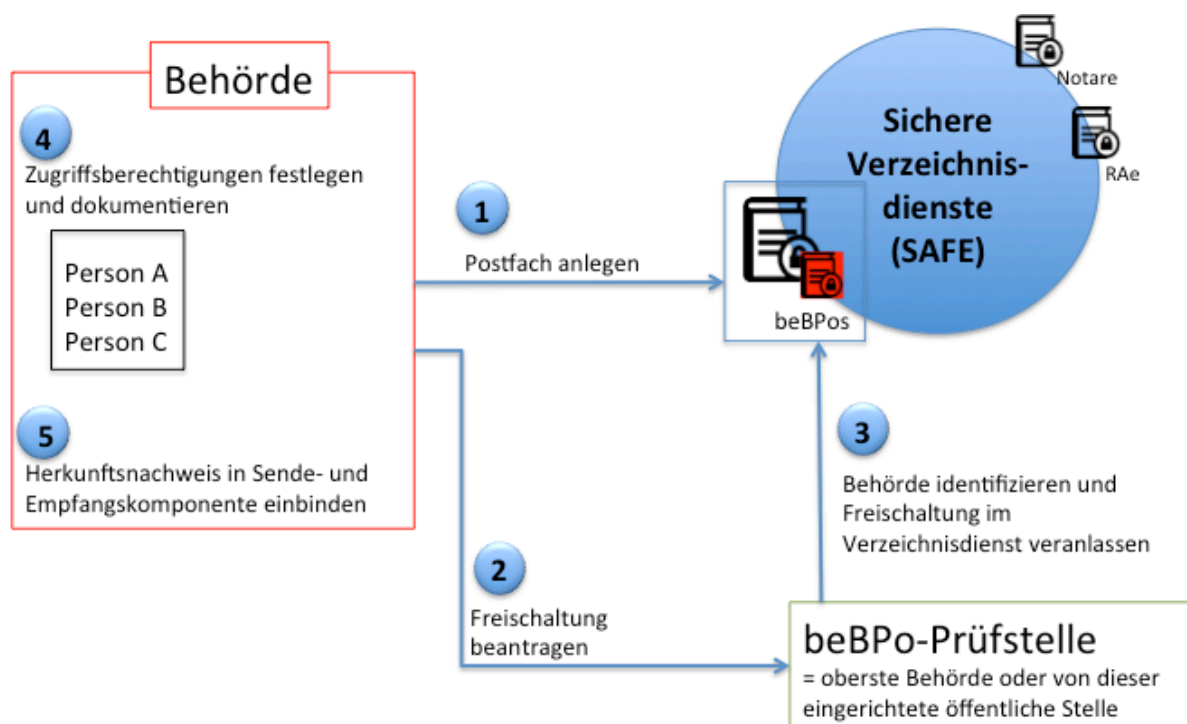 Behörde
4
Zugriffsberechtigungen festlegen
und dokumentieren
Person A
Person B
Person C
5
Herkunftsnachweis in Sende- und
Empfangskomponente einbinden
1
Postfach anlegen
2
Freischaltung
beantragen
Notare
RAe
Sichere
Verzeichnis-
dienste
(SAFE)
beBPos
3
Behörde identifizieren und
Freischaltung im
Verzeichnisdienst veranlassen
beBPo-Prüfstelle
= oberste Behörde oder von dieser
eingerichtete öffentliche Stelle